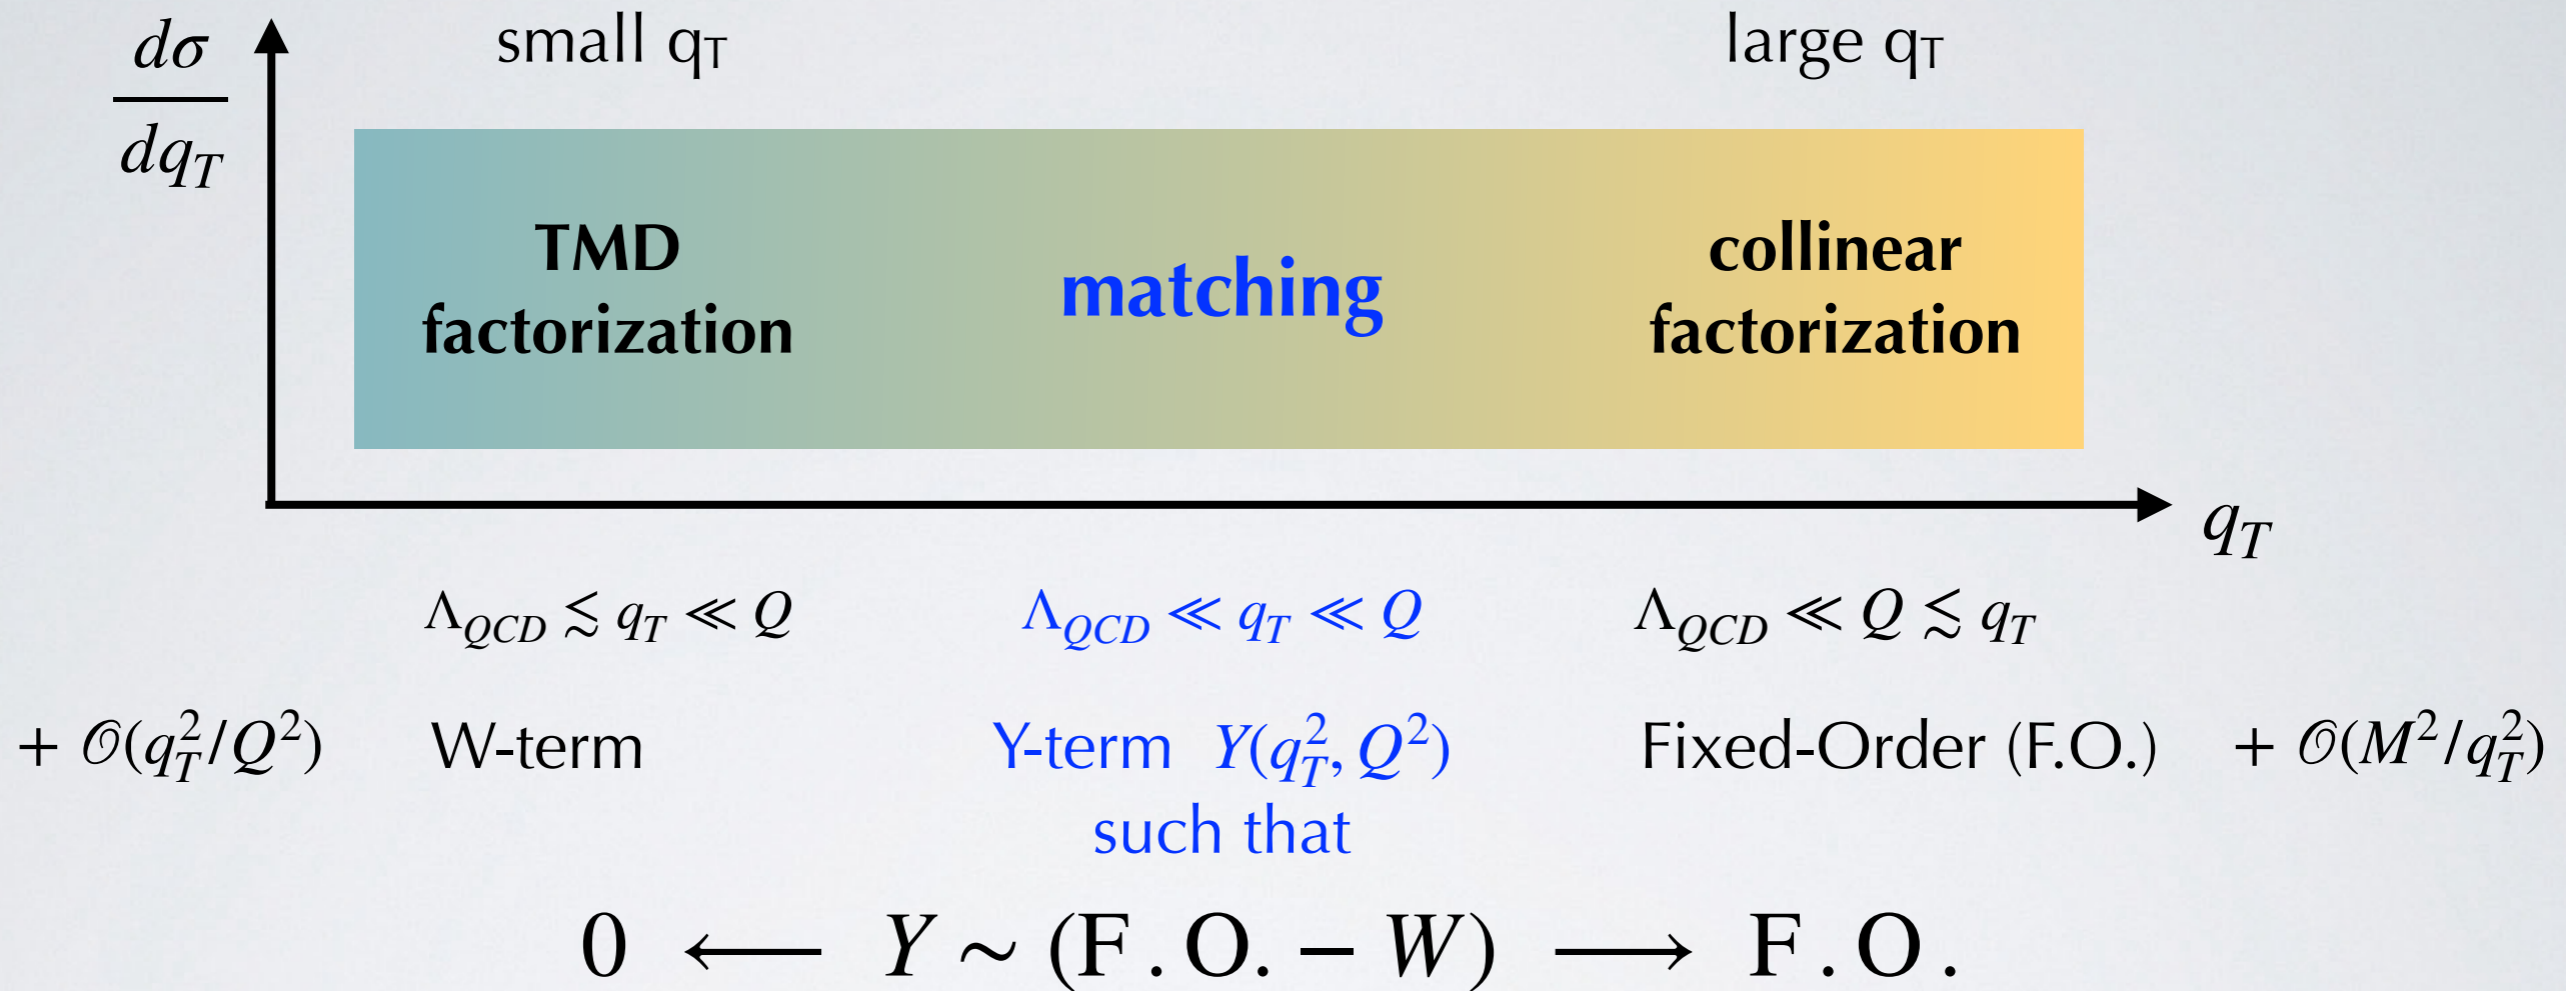 dσ/dq_T
small q_T
large q_T
TMD
factorization
matching
collinear
factorization
q_T
Λ_QCD ≲ q_T ≪ Q
Λ_QCD ≪ q_T ≪ Q
Λ_QCD ≪ Q ≲ q_T
+ 𝒪(q_T^2/Q^2)
W-term
Y-term Y(q_T^2, Q^2)
Fixed-Order (F.O.)
+ 𝒪(M^2/q_T^2)
such that
0 ⟵ Y ∼ (F.O. − W) ⟶ F.O.